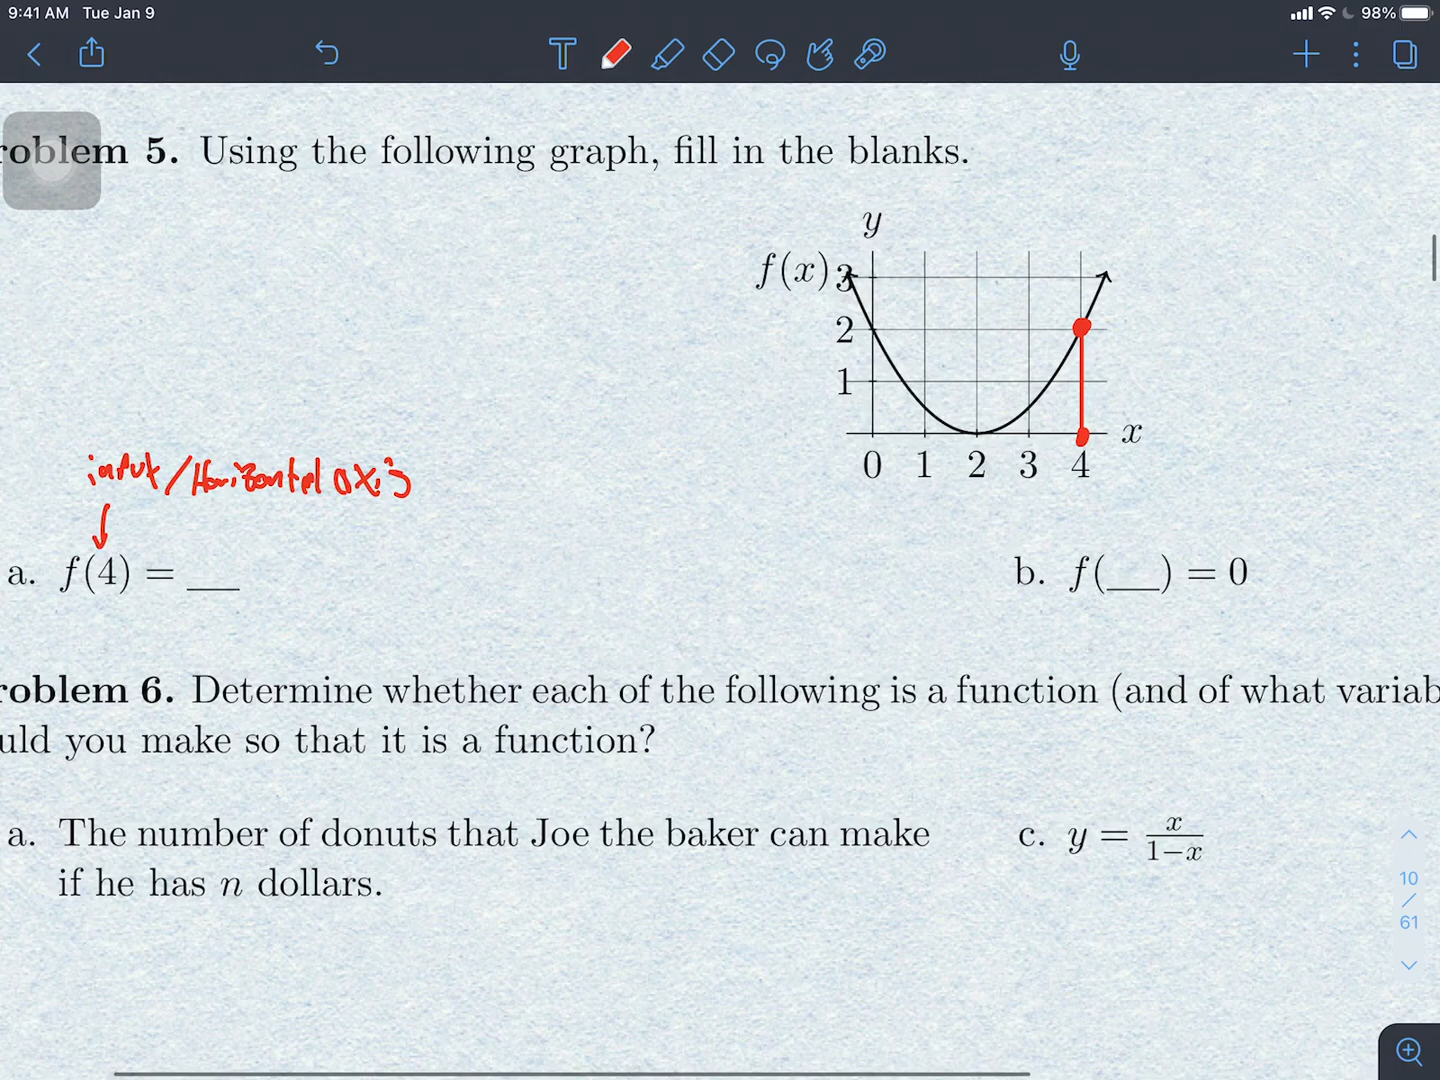 9:41 AM Tue Jan 9
98%
roblem 5. Using the following graph, fill in the blanks.
y
f(x) 3
2
1
x
0 1 2 3 4
input/Horizontal axis
a. f(4) = __
b. f(__) = 0
roblem 6. Determine whether each of the following is a function (and of what variab
uld you make so that it is a function?
a. The number of donuts that Joe the baker can make
if he has n dollars.
c. y = x/1−x
10
/
61